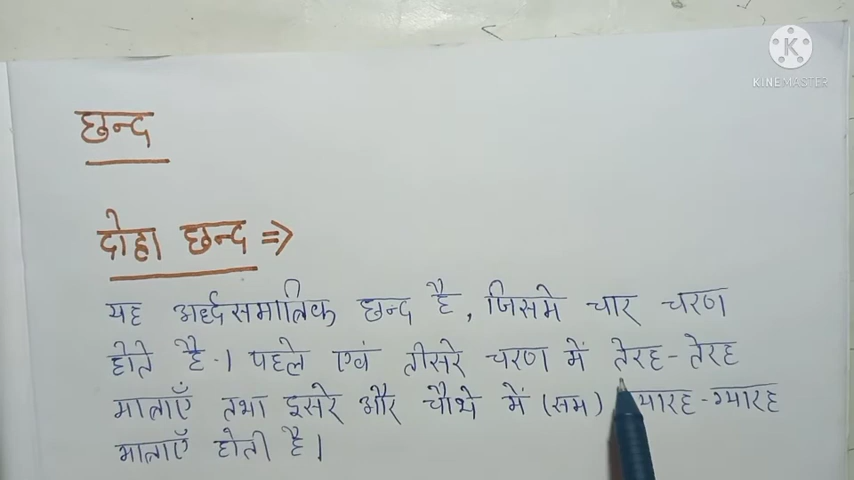 K
KINEMASTER
छन्द
दोहा छन्द =>
यह अर्द्धसमात्रिक छन्द है, जिसमे चार चरण
होते है। पहले एवं तीसरे चरण में तेरह-तेरह
मात्राएँ तथा दूसरे और चौथे में (सम) ग्यारह-ग्यारह
मात्राएँ होती है।